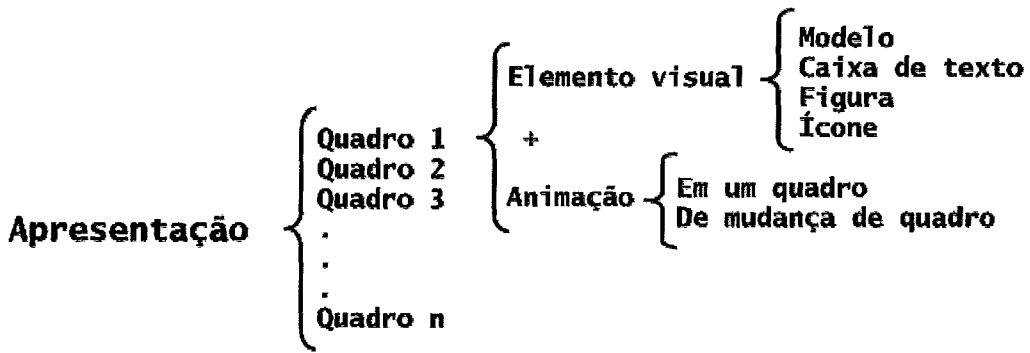 Apresentação
Quadro 1
Quadro 2
Quadro 3
.
.
.
Quadro n
Elemento visual
+
Animação
Modelo
Caixa de texto
Figura
Ícone
Em um quadro
De mudança de quadro